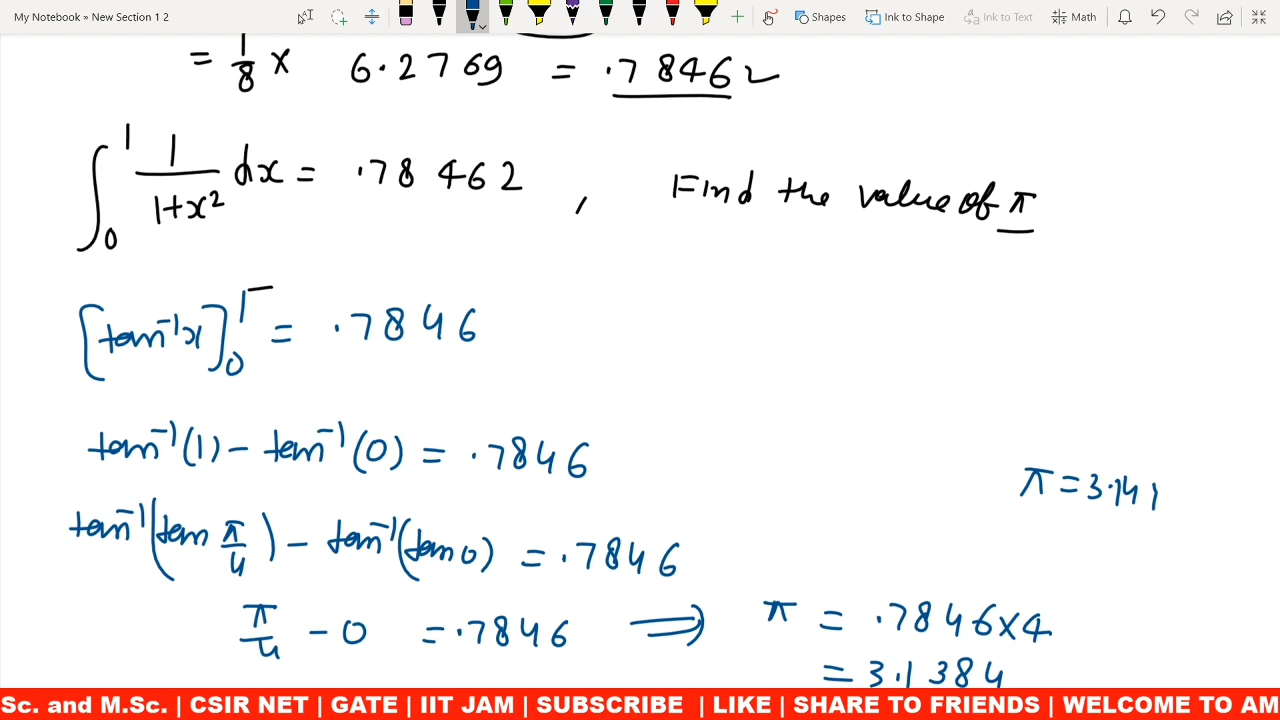 My Notebook » New Section 1 2
Shapes Ink to Shape Ink to Text Math
= 1/8 × 6.2769 = .78462
∫₀¹ 1/(1+x²) dx = .78462 , Find the value of π
[tan⁻¹x]₀¹ = .7846
tan⁻¹(1) – tan⁻¹(0) = .7846
π = 3.141
tan⁻¹(tan π/4) – tan⁻¹(tan 0) = .7846
π/4 – 0 = .7846 ⟹ π = .7846×4
= 3.1384
Sc. and M.Sc. | CSIR NET | GATE | IIT JAM | SUBSCRIBE | LIKE | SHARE TO FRIENDS | WELCOME TO AM